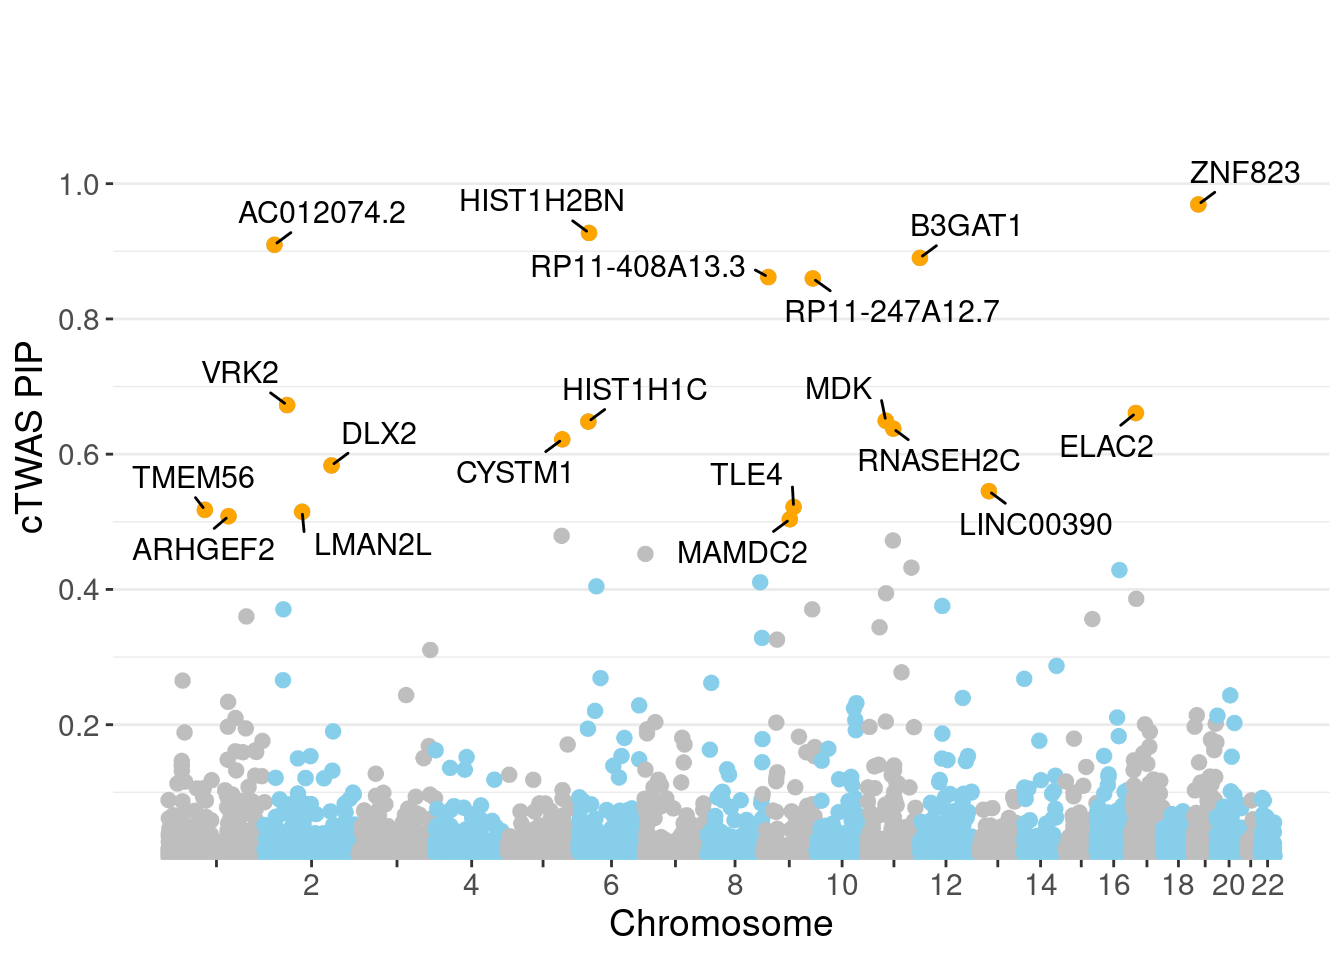 ZNF823
1.0
HIST1H2BN
AC012074.2
B3GAT1
RP11-408A13.3
RP11-247A12.7
0.8
VRK2
HIST1H1C
MDK
DLX2
ELAC2
0.6
RNASEH2C
CYSTM1
TLE4
TMEM56
LINC00390
cTWAS PIP
LMAN2L
ARHGEF2
MAMDC2
0.4
0.2
2 4 6 8 10 12 14 16 18 20 22
Chromosome